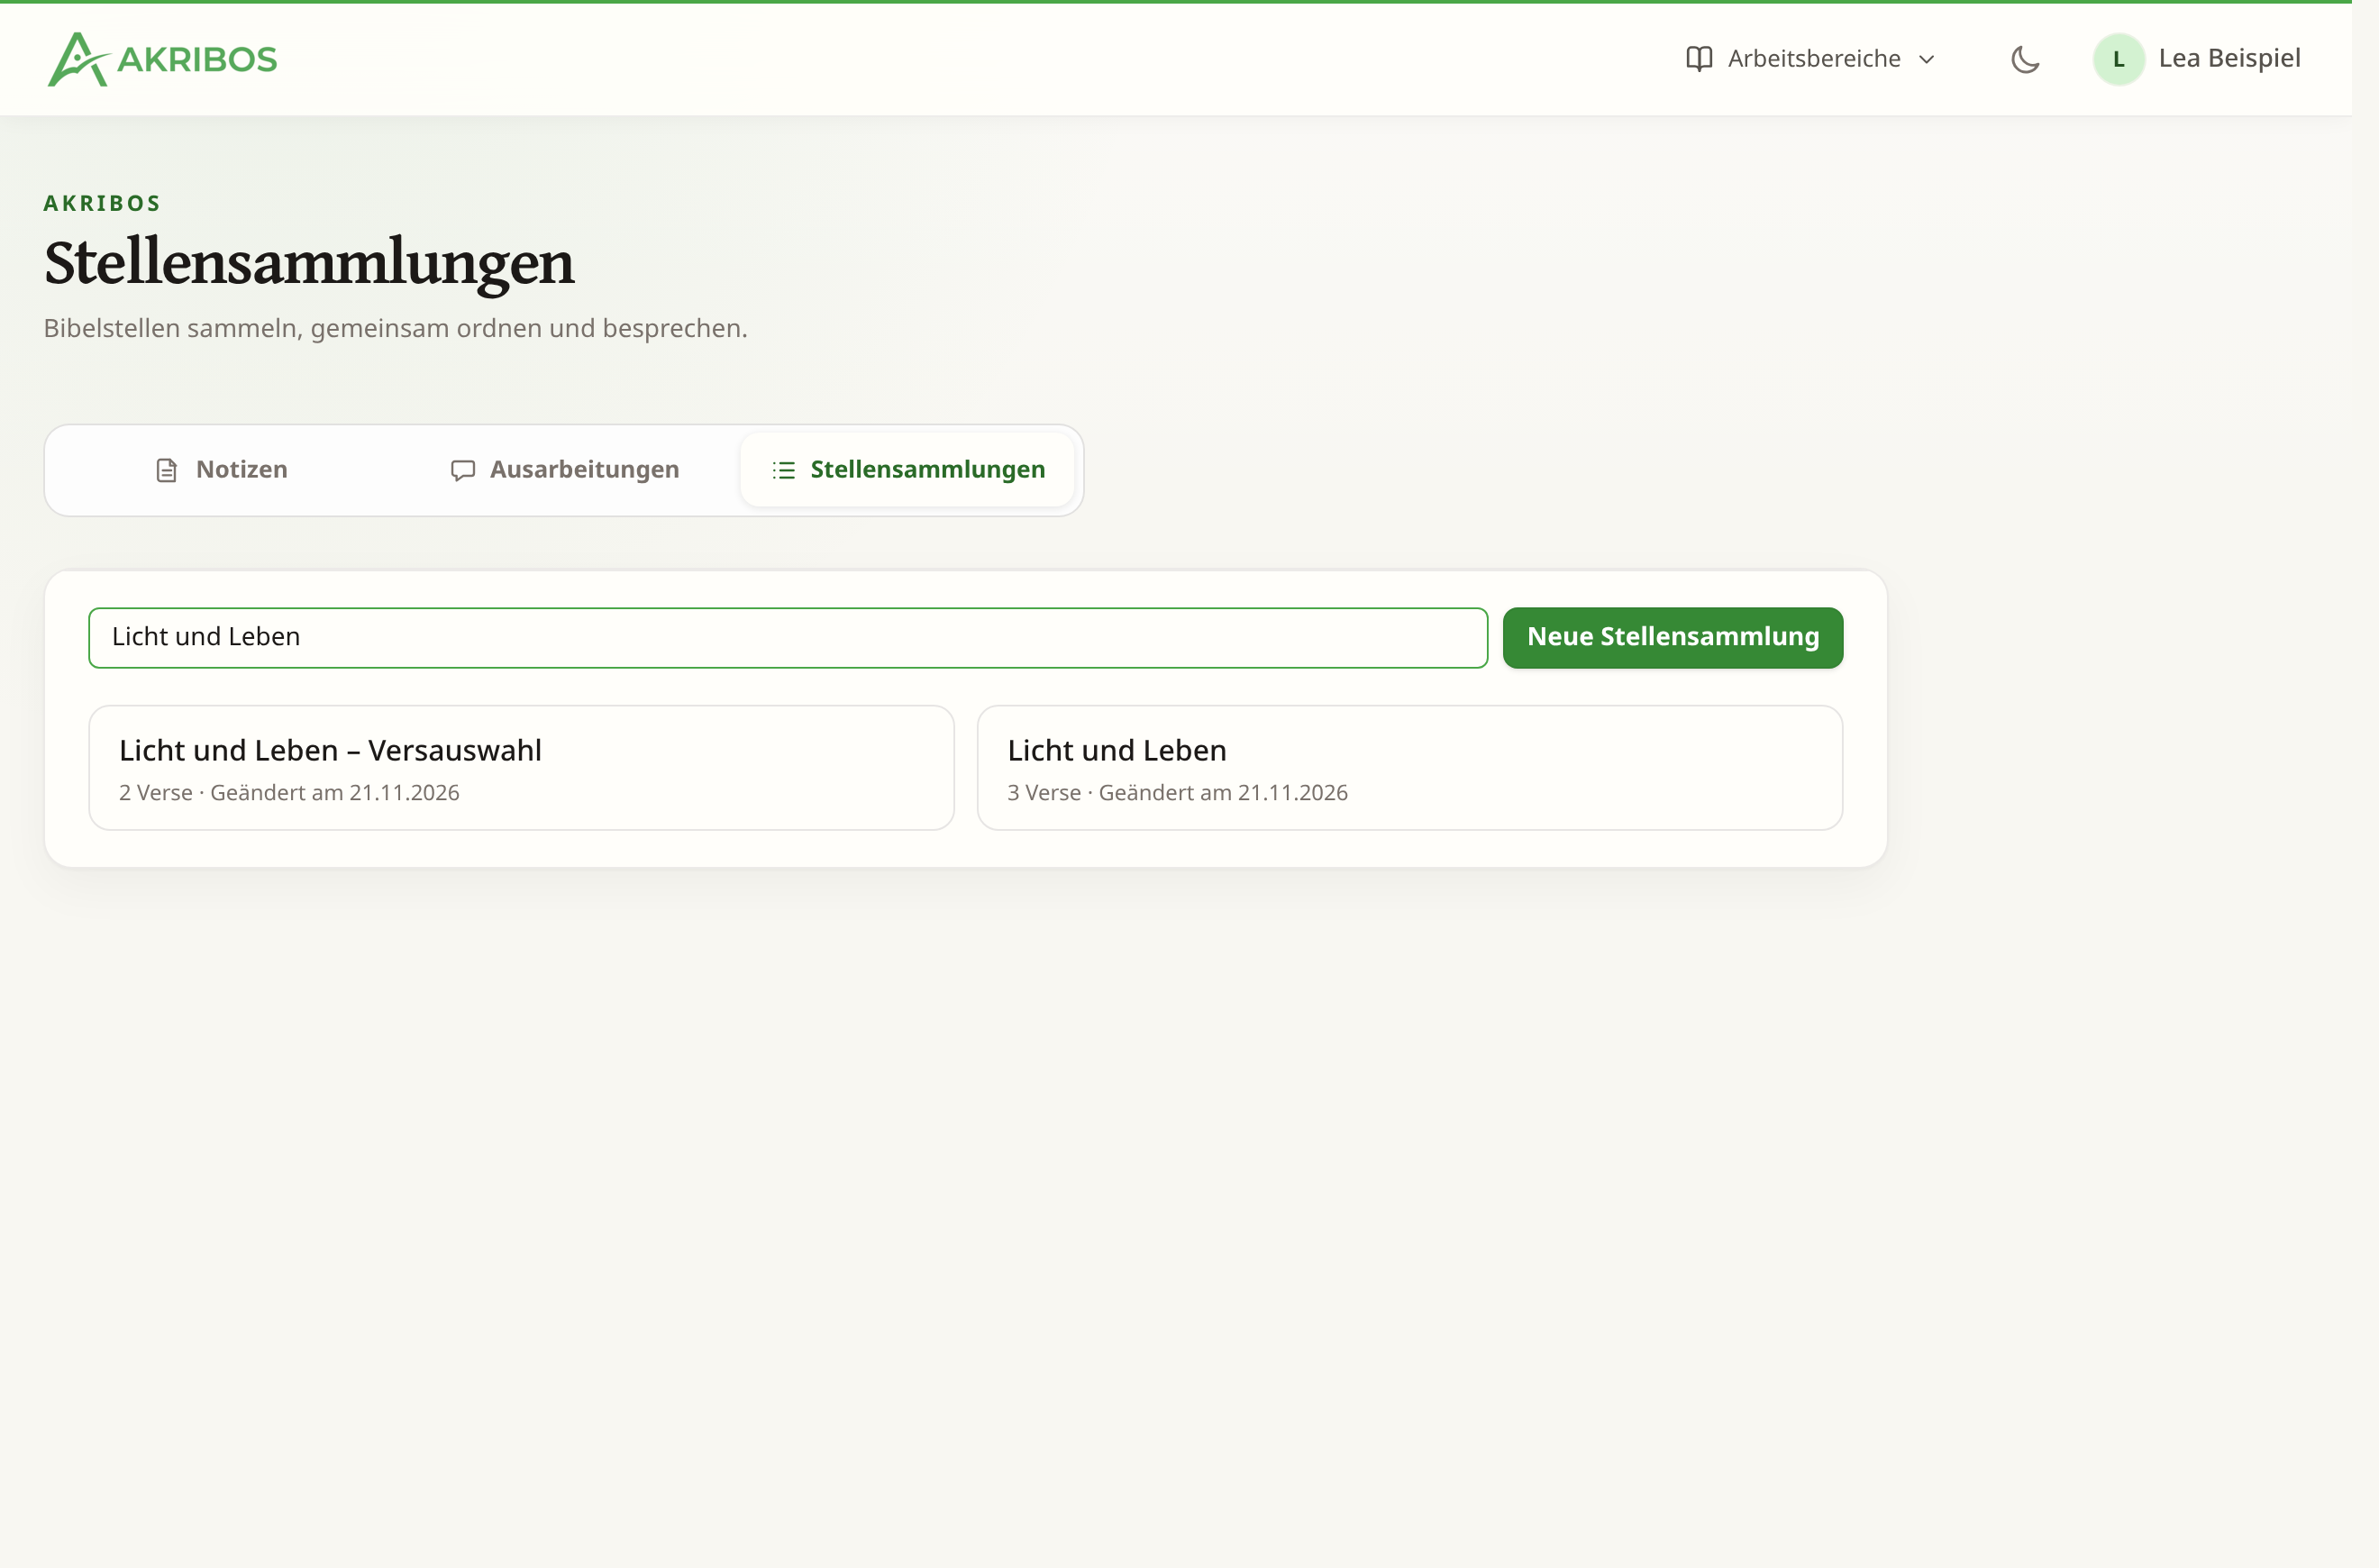 AKRIBOS
Arbeitsbereiche
L
Lea Beispiel
AKRIBOS
Stellensammlungen
Bibelstellen sammeln, gemeinsam ordnen und besprechen.
Notizen
Ausarbeitungen
Stellensammlungen
Licht und Leben
Neue Stellensammlung
Licht und Leben – Versauswahl
2 Verse · Geändert am 21.11.2026
Licht und Leben
3 Verse · Geändert am 21.11.2026